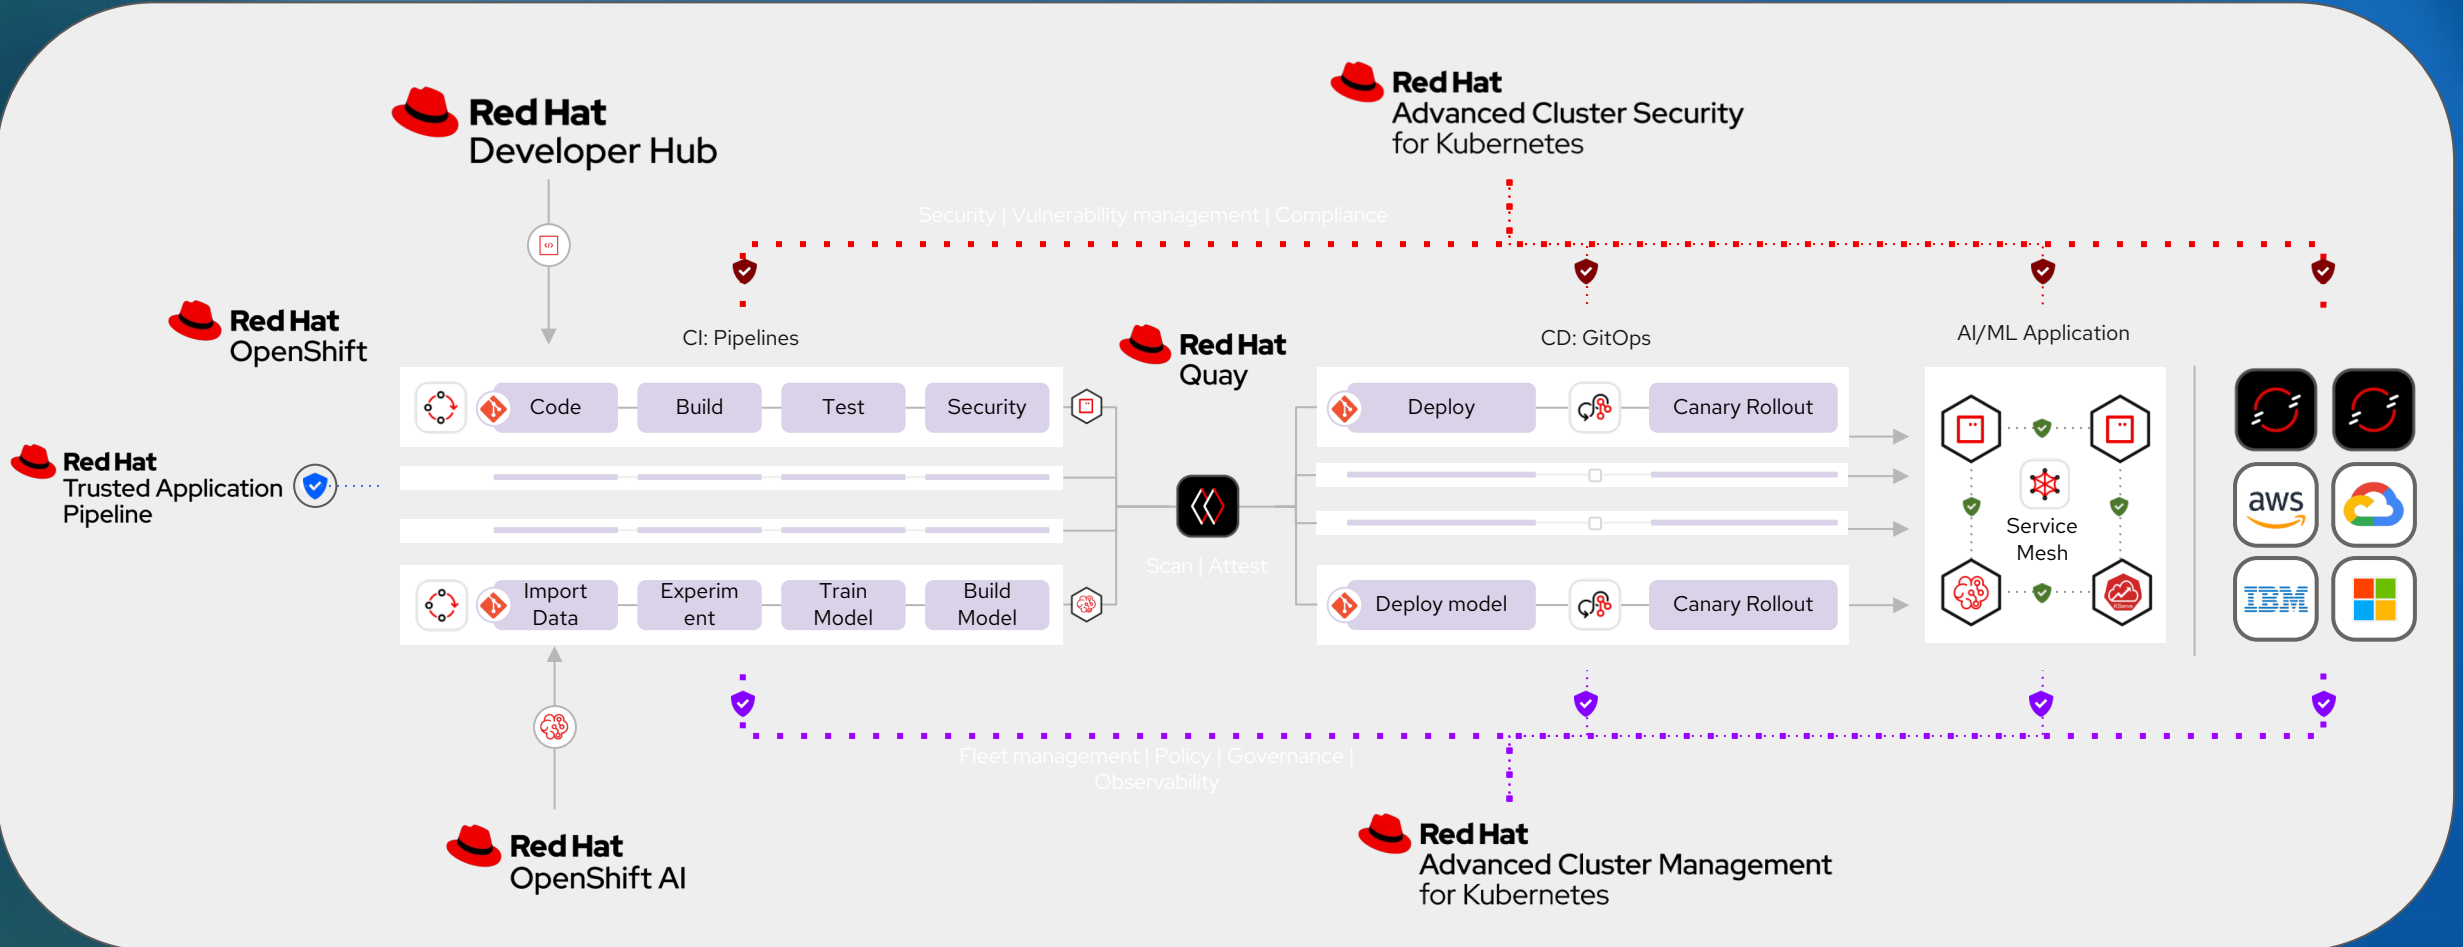 Red Hat
Developer Hub
Red Hat
Advanced Cluster Security
for Kubernetes
Security | Vulnerability management | Compliance
Red Hat
OpenShift
CI: Pipelines
Red Hat
Quay
CD: GitOps
AI/ML Application
Code
Build
Test
Security
Deploy
Canary Rollout
Red Hat
Trusted Application
Pipeline
aws
Service
Mesh
Scan | Attest
Import
Data
Experim
ent
Train
Model
Build
Model
Deploy model
Canary Rollout
KServe
IBM
Fleet management | Policy | Governance |
Observability
Red Hat
OpenShift AI
Red Hat
Advanced Cluster Management
for Kubernetes